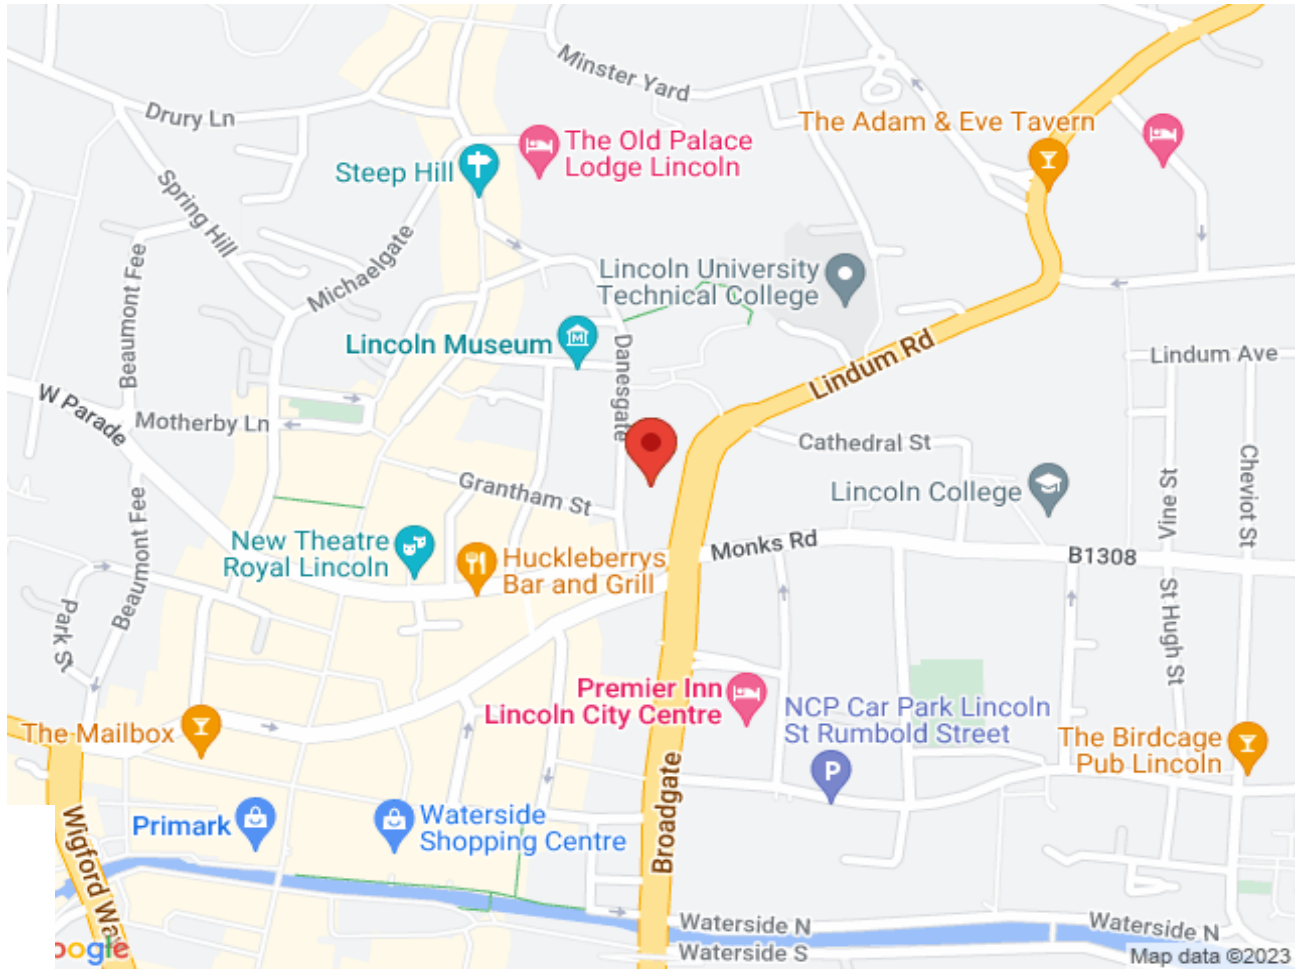 Minster Yard
Drury Ln
The Adam & Eve Tavern
The Old Palace
Lodge Lincoln
Steep Hill
Spring Hill
Michaelgate
Beaumont Fee
Lincoln University
Technical College
Lincoln Museum
Danesgate
Lindum Rd
Lindum Ave
W Parade
Motherby Ln
Cathedral St
Grantham St
Lincoln College
Vine St
Cheviot St
New Theatre
Royal Lincoln
Huckleberrys
Bar and Grill
Monks Rd
B1308
Beaumont Fee
Park St
St Hugh St
Premier Inn
Lincoln City Centre
NCP Car Park Lincoln
St Rumbold Street
The Mailbox
The Birdcage
Pub Lincoln
P
Primark
Waterside
Shopping Centre
Broadgate
Wigford Way
Waterside N
Waterside N
Waterside S
oogle
Map data ©2023